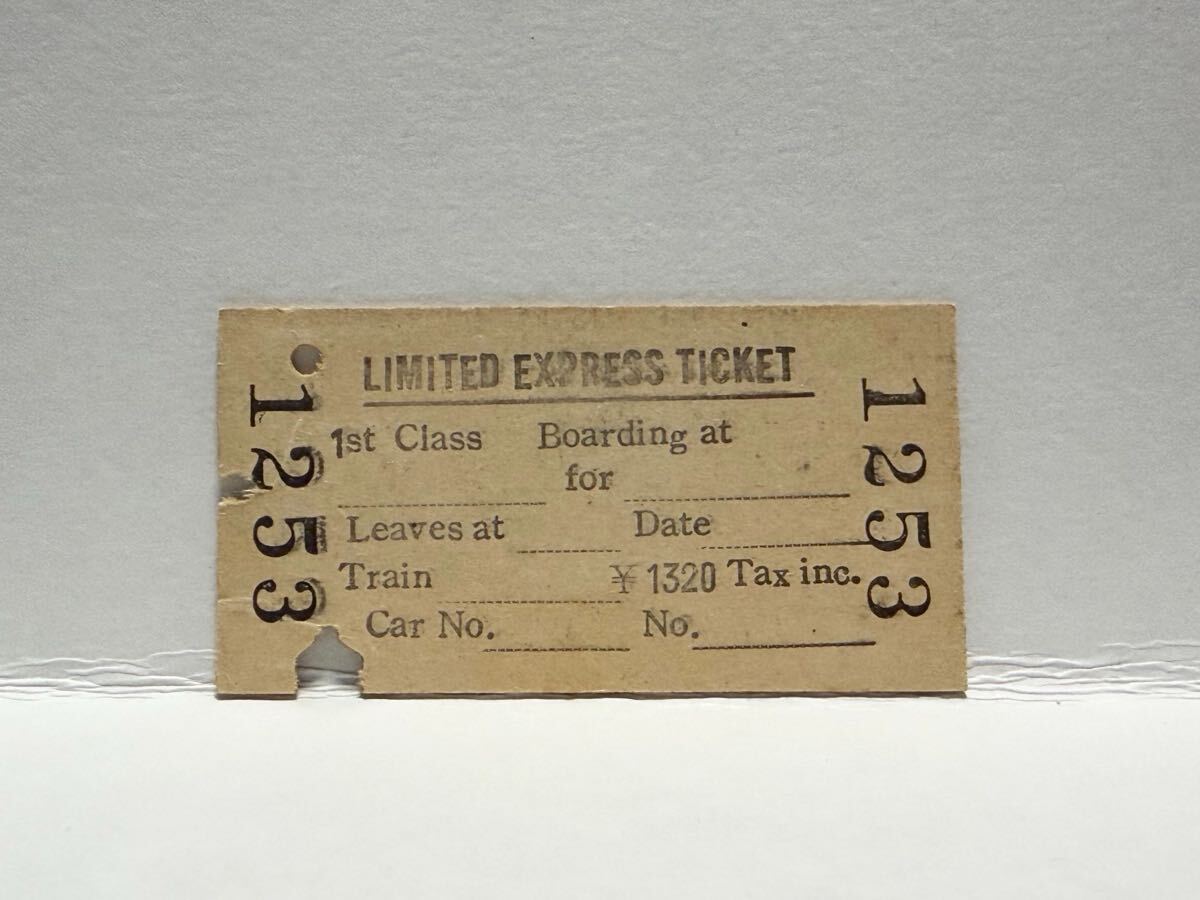 LIMITED EXPRESS TICKET
1st Class Boarding at
for
Leaves at Date
Train ¥1320 Tax inc.
Car No. No.
1253
1253